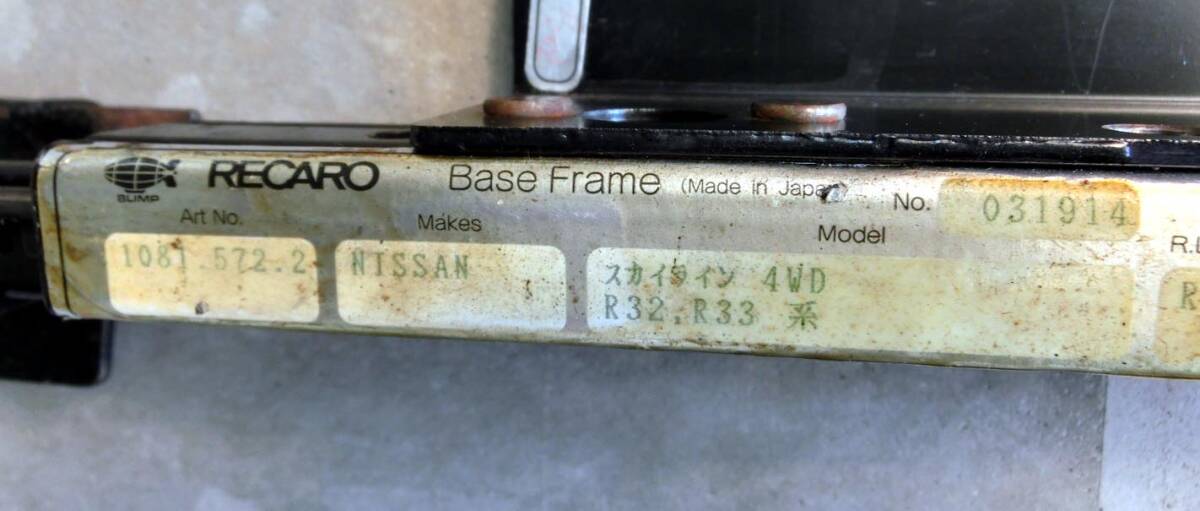 BLIMP RECARO Base Frame (Made in Japan) No. 031914
Art No. Makes Model R.L
1081.572.2 NISSAN スカイライン 4WD R
R32,R33 系